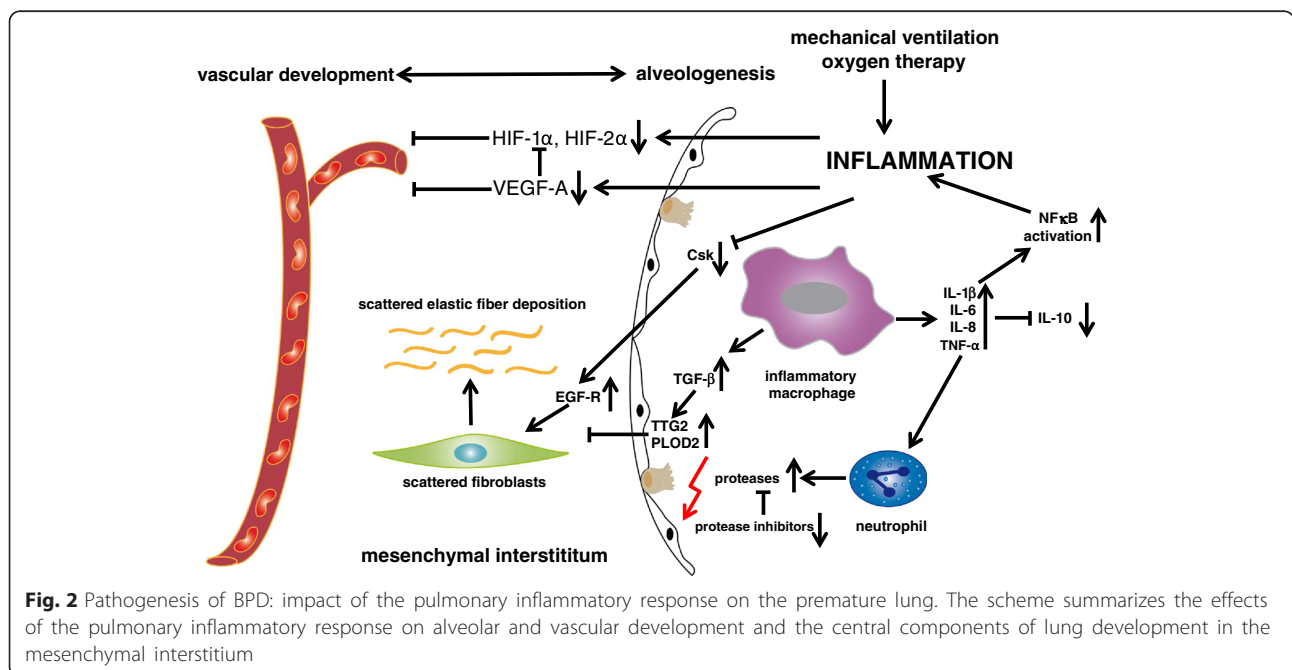 mechanical ventilation
oxygen therapy
vascular development
alveologenesis
HIF-1α, HIF-2α
INFLAMMATION
VEGF-A
NFκB
activation
Csk
IL-1β
IL-6
IL-8
TNF-α
IL-10
scattered elastic fiber deposition
TGF-β
inflammatory
macrophage
EGF-R
TTG2
PLOD2
scattered fibroblasts
proteases
protease inhibitors
neutrophil
mesenchymal interstititum
Fig. 2 Pathogenesis of BPD: impact of the pulmonary inflammatory response on the premature lung. The scheme summarizes the effects
of the pulmonary inflammatory response on alveolar and vascular development and the central components of lung development in the
mesenchymal interstitium